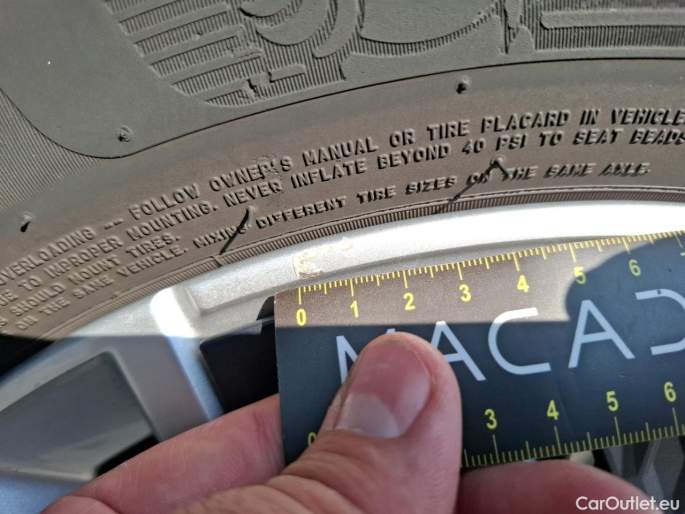 OVERLOADING -- FOLLOW OWNER'S MANUAL OR TIRE PLACARD IN VEHICLE
TO IMPROPER MOUNTING. NEVER INFLATE BEYOND 40 PSI TO SEAT BEADS
SHOULD MOUNT TIRES.
ON THE SAME VEHICLE. MIXING DIFFERENT TIRE SIZES ON THE SAME AXLE
0 1 2 3 4 5 6 7
MACAD
0 3 4 5 6
CarOutlet.eu